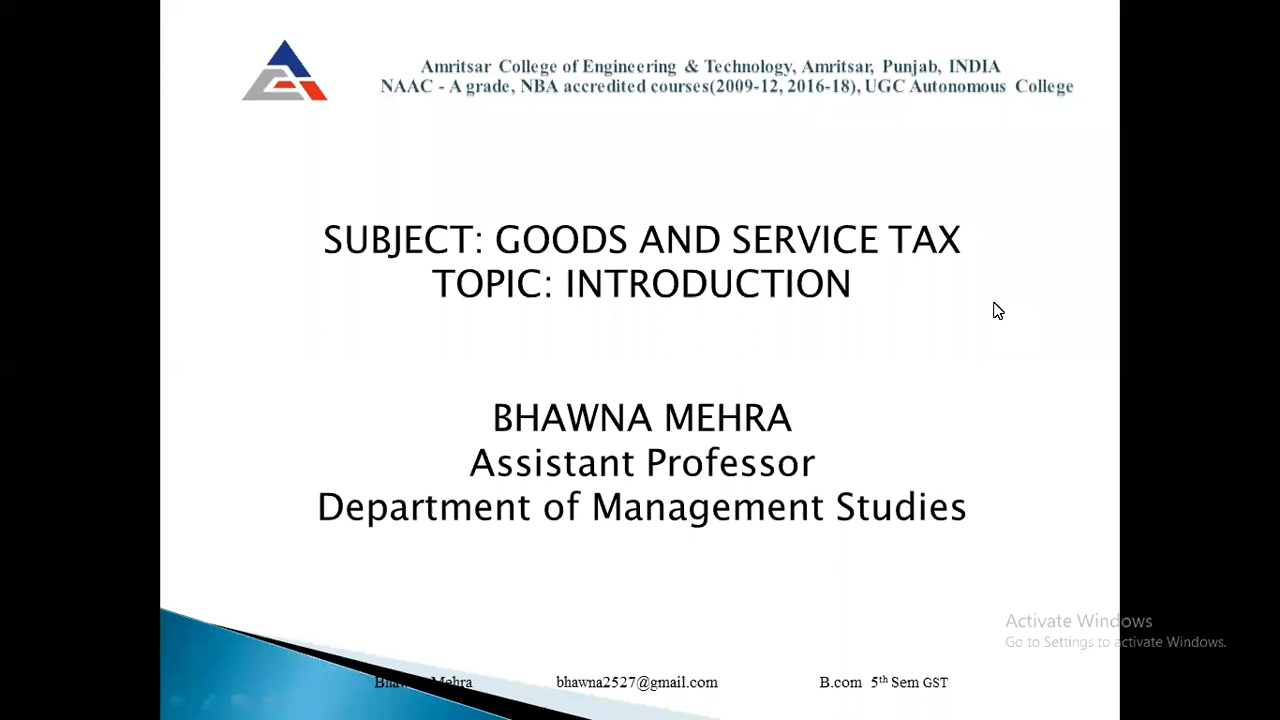 Amritsar College of Engineering & Technology, Amritsar, Punjab, INDIA
NAAC - A grade, NBA accredited courses(2009-12, 2016-18), UGC Autonomous College
SUBJECT: GOODS AND SERVICE TAX
TOPIC: INTRODUCTION
BHAWNA MEHRA
Assistant Professor
Department of Management Studies
Activate Windows
Go to Settings to activate Windows.
Bhawna Mehra bhawna2527@gmail.com B.com 5th Sem GST